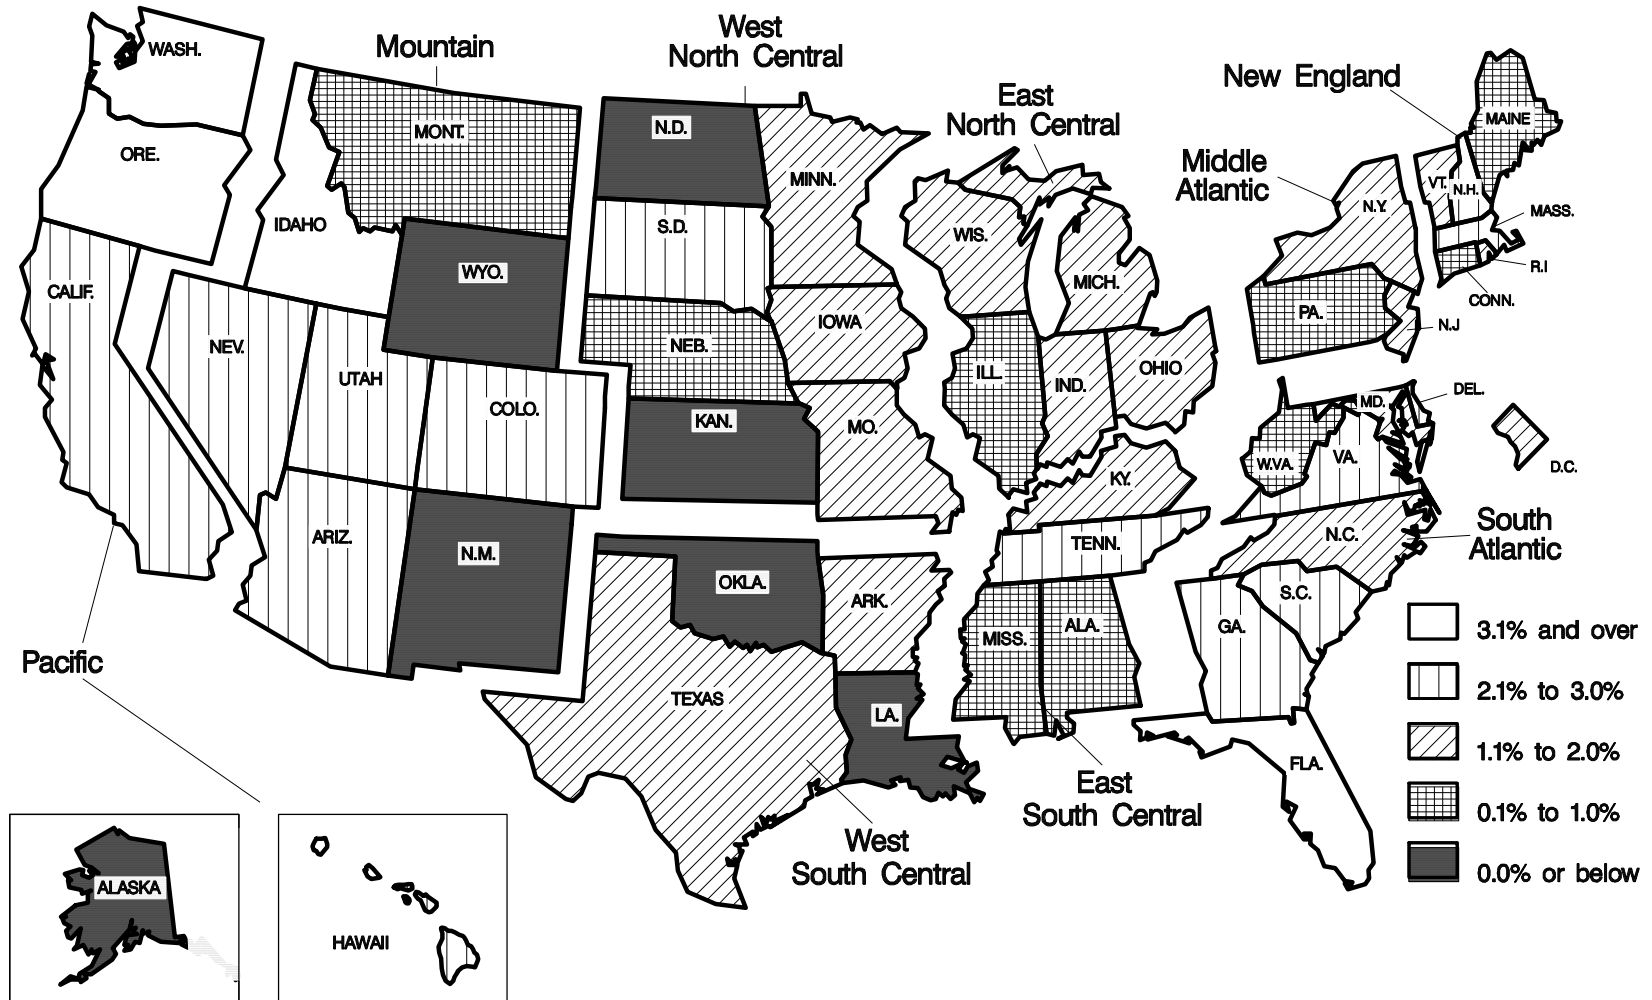 West
North Central
Mountain
New England
East
North Central
Middle
Atlantic
WASH.
ORE.
IDAHO
MONT.
WYO.
N.D.
S.D.
MINN.
WIS.
MICH.
MAINE
VT.
N.H.
N.Y.
MASS.
R.I
CONN.
N.J
PA.
CALIF.
NEV.
UTAH
COLO.
NEB.
IOWA
KAN.
MO.
ILL.
IND.
OHIO
DEL.
MD.
D.C.
W.VA.
VA.
KY.
ARIZ.
N.M.
OKLA.
ARK.
TENN.
N.C.
South
Atlantic
S.C.
MISS.
ALA.
GA.
TEXAS
LA.
FLA.
Pacific
East
South Central
West
South Central
ALASKA
HAWAII
3.1% and over
2.1% to 3.0%
1.1% to 2.0%
0.1% to 1.0%
0.0% or below